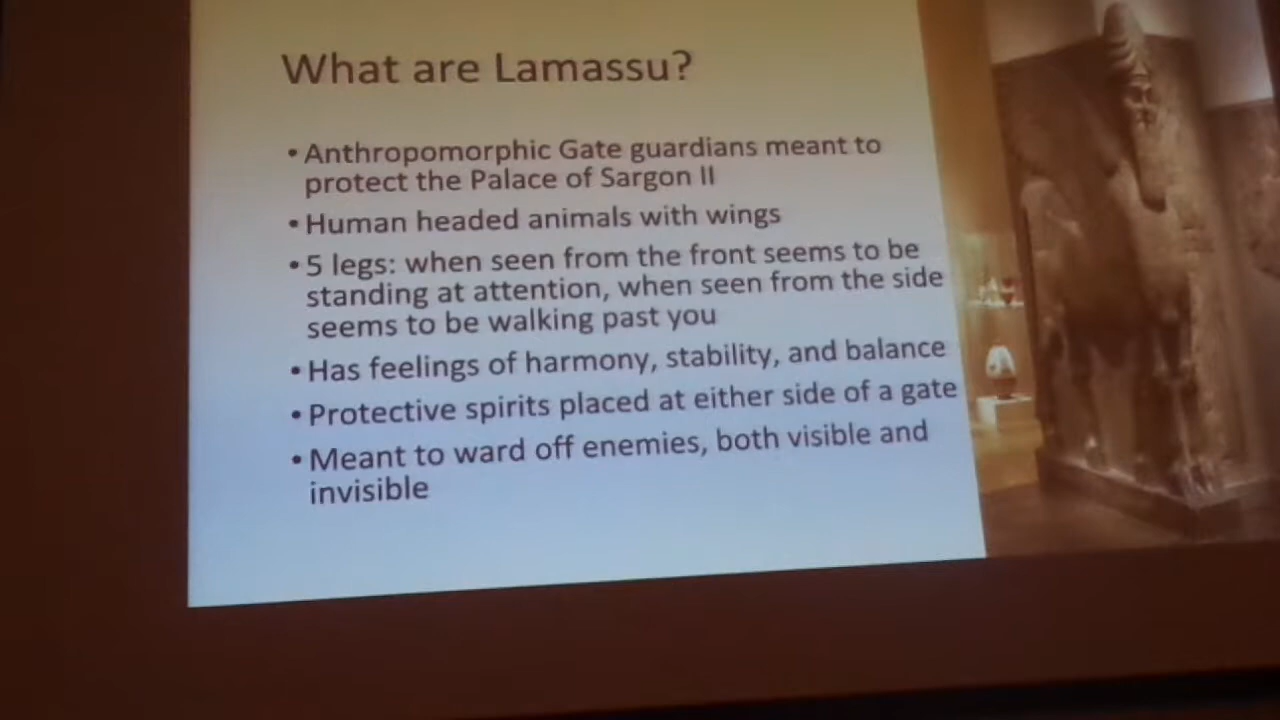 What are Lamassu?
• Anthropomorphic Gate guardians meant to
protect the Palace of Sargon II
• Human headed animals with wings
• 5 legs: when seen from the front seems to be
standing at attention, when seen from the side
seems to be walking past you
• Has feelings of harmony, stability, and balance
• Protective spirits placed at either side of a gate
• Meant to ward off enemies, both visible and
invisible